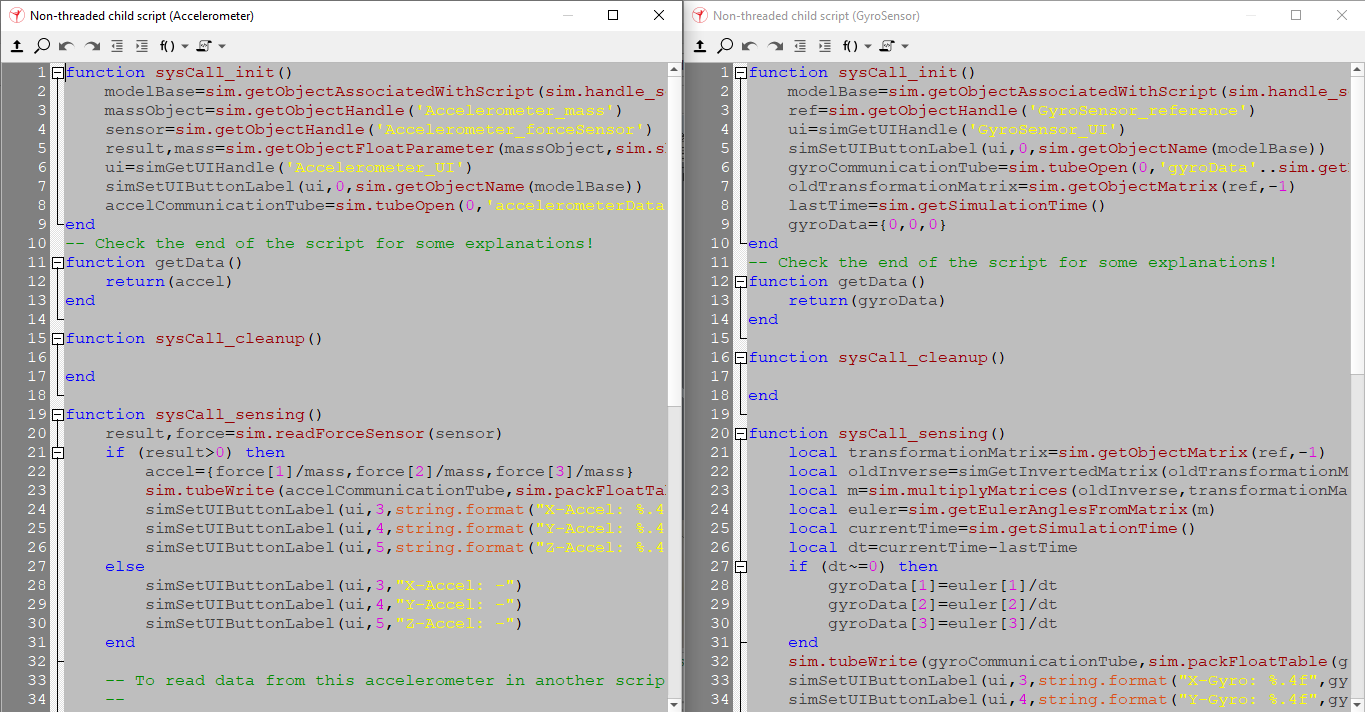 Non-threaded child script (Accelerometer)
f()
1 function sysCall_init()
2 modelBase=sim.getObjectAssociatedWithScript(sim.handle_s
3 massObject=sim.getObjectHandle('Accelerometer_mass')
4 sensor=sim.getObjectHandle('Accelerometer_forceSensor')
5 result,mass=sim.getObjectFloatParameter(massObject,sim.s
6 ui=simGetUIHandle('Accelerometer_UI')
7 simSetUIButtonLabel(ui,0,sim.getObjectName(modelBase))
8 accelCommunicationTube=sim.tubeOpen(0,'accelerometerData
9 end
10 -- Check the end of the script for some explanations!
11 function getData()
12 return(accel)
13 end
14
15 function sysCall_cleanup()
16
17 end
18
19 function sysCall_sensing()
20 result,force=sim.readForceSensor(sensor)
21 if (result>0) then
22 accel={force[1]/mass,force[2]/mass,force[3]/mass}
23 sim.tubeWrite(accelCommunicationTube,sim.packFloatTab
24 simSetUIButtonLabel(ui,3,string.format("X-Accel: %.4
25 simSetUIButtonLabel(ui,4,string.format("Y-Accel: %.4
26 simSetUIButtonLabel(ui,5,string.format("Z-Accel: %.4
27 else
28 simSetUIButtonLabel(ui,3,"X-Accel: -")
29 simSetUIButtonLabel(ui,4,"Y-Accel: -")
30 simSetUIButtonLabel(ui,5,"Z-Accel: -")
31 end
32
33 -- To read data from this accelerometer in another scrip
34 --
Non-threaded child script (GyroSensor)
f()
1 function sysCall_init()
2 modelBase=sim.getObjectAssociatedWithScript(sim.handle_s
3 ref=sim.getObjectHandle('GyroSensor_reference')
4 ui=simGetUIHandle('GyroSensor_UI')
5 simSetUIButtonLabel(ui,0,sim.getObjectName(modelBase))
6 gyroCommunicationTube=sim.tubeOpen(0,'gyroData'..sim.get
7 oldTransformationMatrix=sim.getObjectMatrix(ref,-1)
8 lastTime=sim.getSimulationTime()
9 gyroData={0,0,0}
10 end
11 -- Check the end of the script for some explanations!
12 function getData()
13 return(gyroData)
14 end
15
16 function sysCall_cleanup()
17
18 end
19
20 function sysCall_sensing()
21 local transformationMatrix=sim.getObjectMatrix(ref,-1)
22 local oldInverse=simGetInvertedMatrix(oldTransformationM
23 local m=sim.multiplyMatrices(oldInverse,transformationMa
24 local euler=sim.getEulerAnglesFromMatrix(m)
25 local currentTime=sim.getSimulationTime()
26 local dt=currentTime-lastTime
27 if (dt~=0) then
28 gyroData[1]=euler[1]/dt
29 gyroData[2]=euler[2]/dt
30 gyroData[3]=euler[3]/dt
31 end
32 sim.tubeWrite(gyroCommunicationTube,sim.packFloatTable(g
33 simSetUIButtonLabel(ui,3,string.format("X-Gyro: %.4f",gy
34 simSetUIButtonLabel(ui,4,string.format("Y-Gyro: %.4f",gy